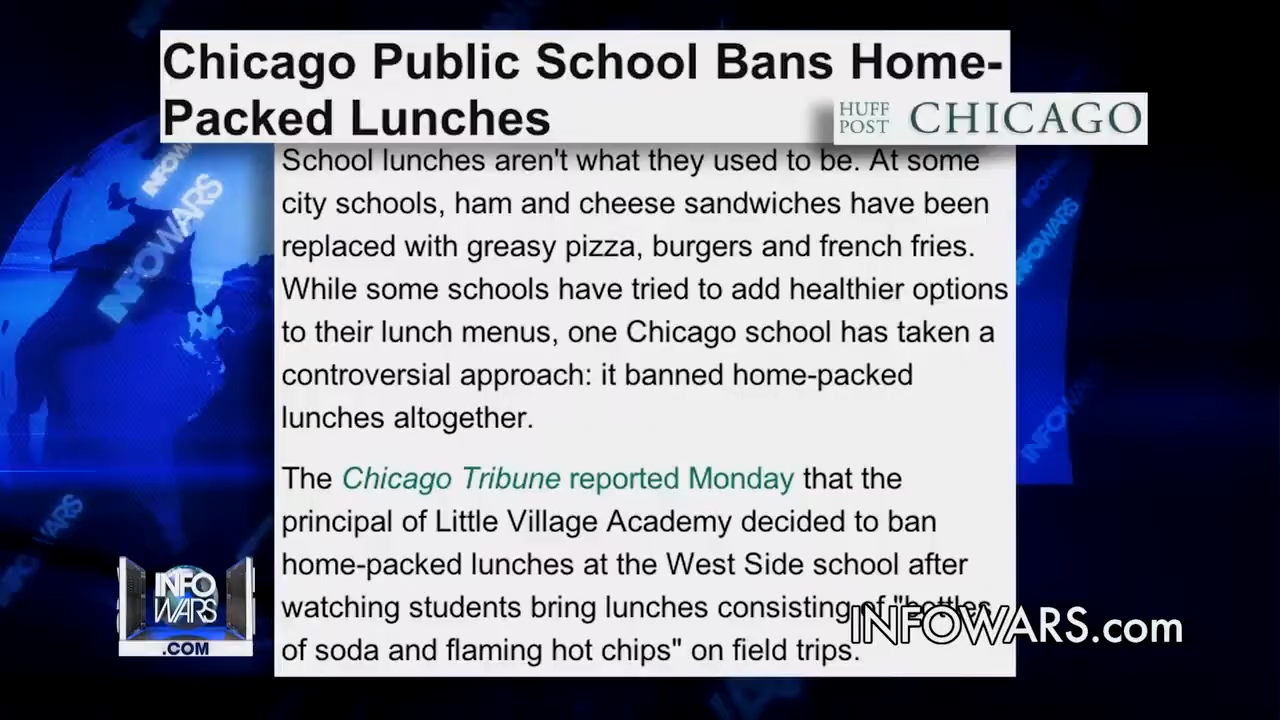 Chicago Public School Bans Home-
Packed Lunches
HUFF
POST
CHICAGO
School lunches aren't what they used to be. At some
city schools, ham and cheese sandwiches have been
replaced with greasy pizza, burgers and french fries.
While some schools have tried to add healthier options
to their lunch menus, one Chicago school has taken a
controversial approach: it banned home-packed
lunches altogether.
The Chicago Tribune reported Monday that the
principal of Little Village Academy decided to ban
home-packed lunches at the West Side school after
watching students bring lunches consisting of "bottles
of soda and flaming hot chips" on field trips.
INFOWARS
INFOWARS
INFOWARS
INFO
WARS
.COM
INFOWARS.com